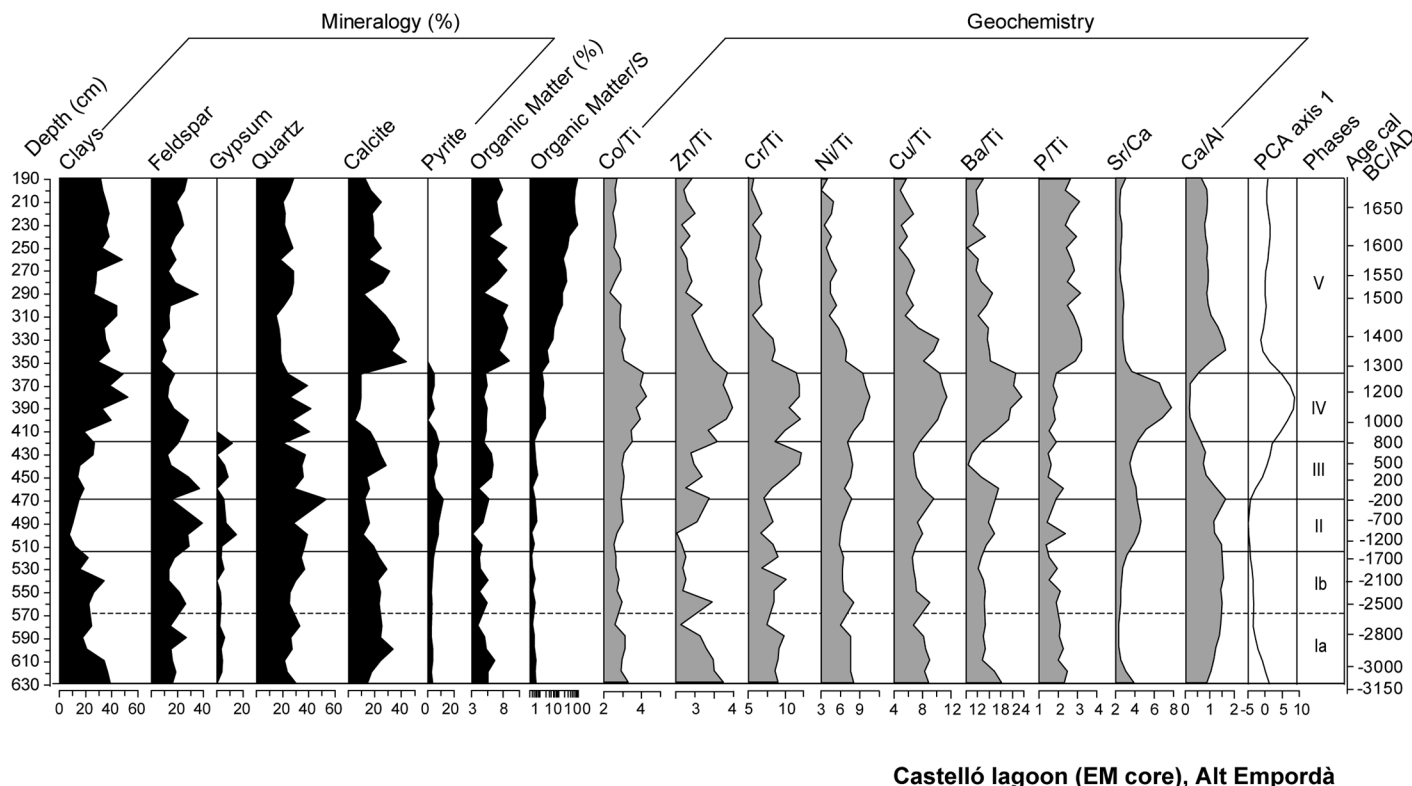 Mineralogy (%) Geochemistry
Depth (cm) Clays Feldspar Gypsum Quartz Calcite Pyrite Organic Matter (%) Organic Matter/S Co/Ti Zn/Ti Cr/Ti Ni/Ti Cu/Ti Ba/Ti P/Ti Sr/Ca Ca/Al PCA axis 1 Phases Age cal BC/AD
190
210 1650
230
250 1600
270 1550
290 V 1500
310
330 1400
350 1300
370 1200
390 IV 1000
410 800
430 500
450 III 200
470 -200
490 II -700
510 -1200
-1700
530 Ib -2100
550
570 -2500
590 Ia -2800
610 -3000
630 -3150
0 20 40 60 20 40 20 20 40 60 20 40 0 20 3 8 1 10 100 2 4 3 4 5 10 3 6 9 4 8 12 12 18 24 1 2 3 4 2 4 6 8 0 1 2 -5 0 5 10
Castelló lagoon (EM core), Alt Empordà